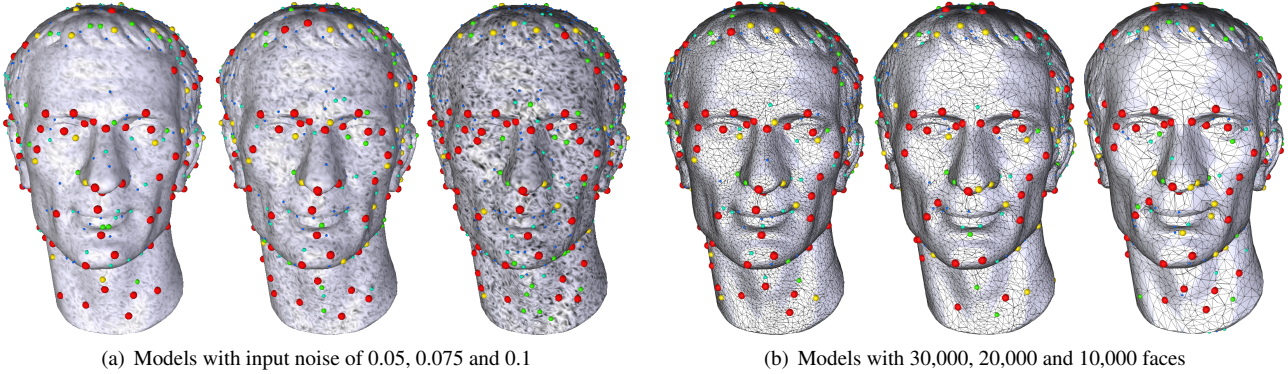 (a) Models with input noise of 0.05, 0.075 and 0.1
(b) Models with 30,000, 20,000 and 10,000 faces